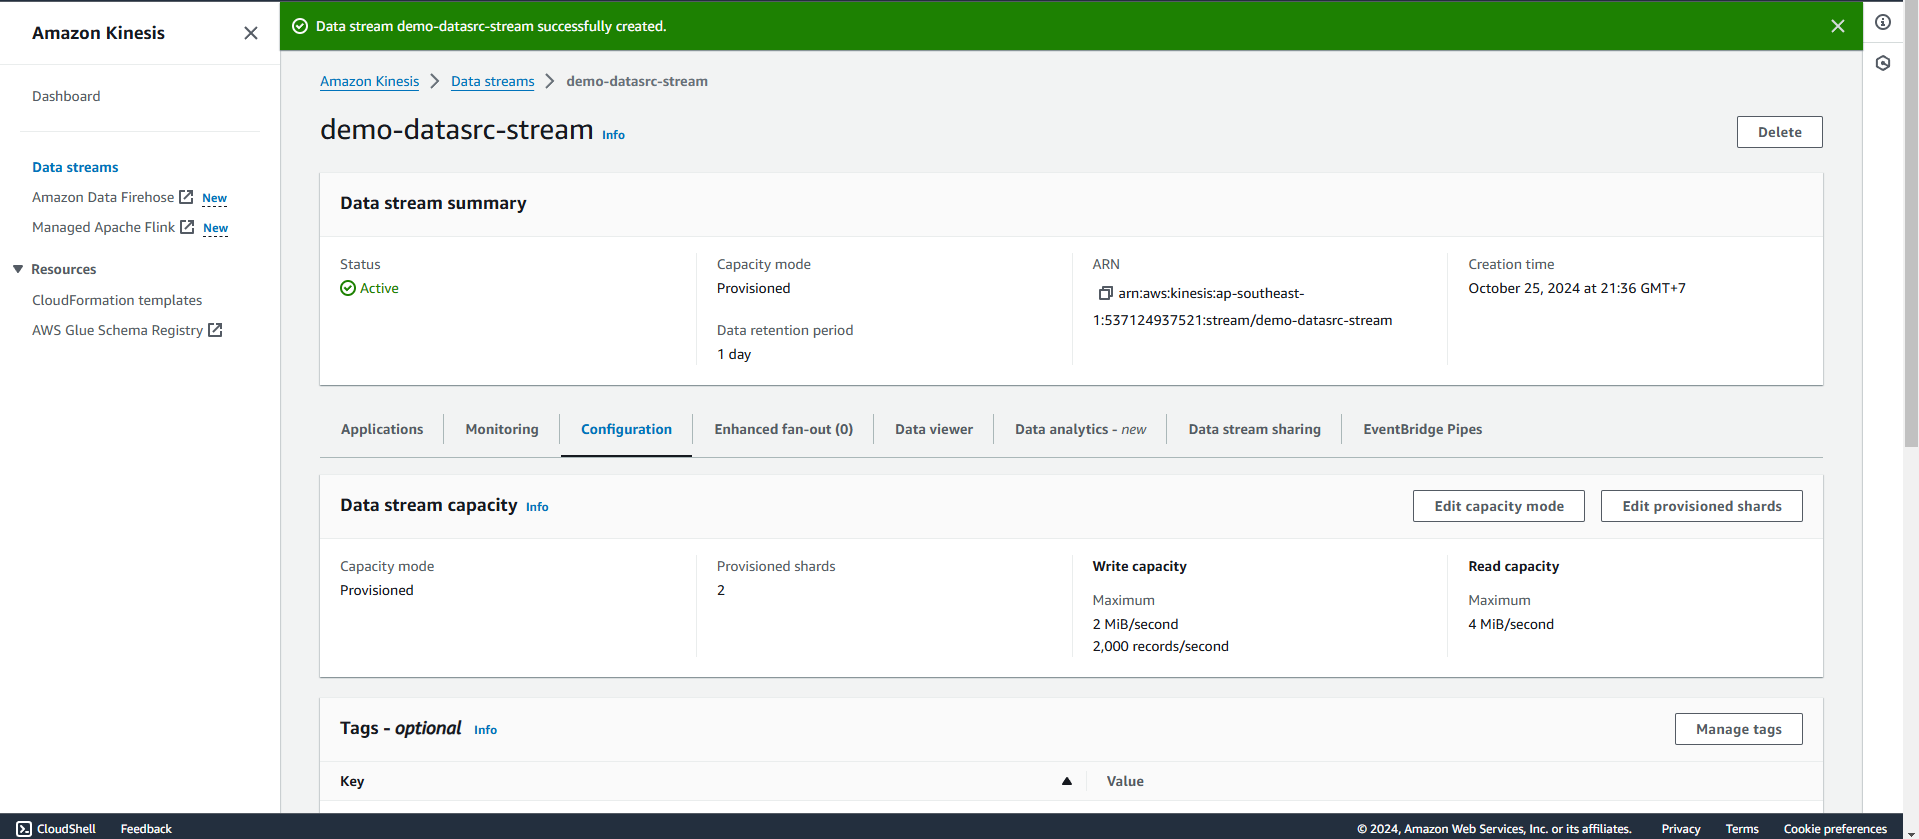 Amazon Kinesis
Data stream demo-datasrc-stream successfully created.
Dashboard
Data streams
Amazon Data Firehose New
Managed Apache Flink New
Resources
CloudFormation templates
AWS Glue Schema Registry
Amazon Kinesis > Data streams > demo-datasrc-stream
demo-datasrc-stream Info
Delete
Data stream summary
Status
Active
Capacity mode
Provisioned
Data retention period
1 day
ARN
arn:aws:kinesis:ap-southeast-
1:537124937521:stream/demo-datasrc-stream
Creation time
October 25, 2024 at 21:36 GMT+7
Applications Monitoring Configuration Enhanced fan-out (0) Data viewer Data analytics - new Data stream sharing EventBridge Pipes
Data stream capacity Info
Edit capacity mode Edit provisioned shards
Capacity mode
Provisioned
Provisioned shards
2
Write capacity
Maximum
2 MiB/second
2,000 records/second
Read capacity
Maximum
4 MiB/second
Tags - optional Info
Manage tags
Key Value
CloudShell Feedback © 2024, Amazon Web Services, Inc. or its affiliates. Privacy Terms Cookie preferences